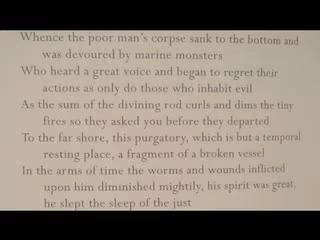 Whence the poor man's corpse sank to the bottom and
was devoured by marine monsters
Who heard a great voice and began to regret their
actions as only do those who inhabit evil
As the sum of the divining rod curls and dims the tiny
fires so they asked you before they departed
To the far shore, this purgatory, which is but a temporal
resting place, a fragment of a broken vessel
In the arms of time the worms and wounds inflicted
upon him diminished mightily, his spirit was great,
he slept the sleep of the just